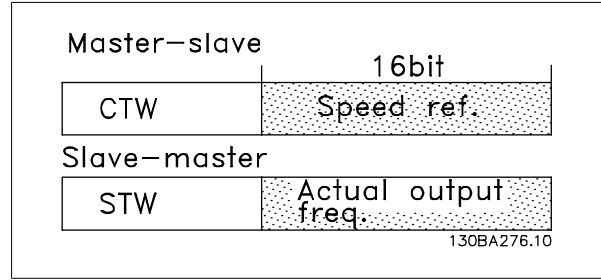 Master-slave
16bit
CTW
Speed ref.
Slave-master
STW
Actual output
freq.
130BA276.10